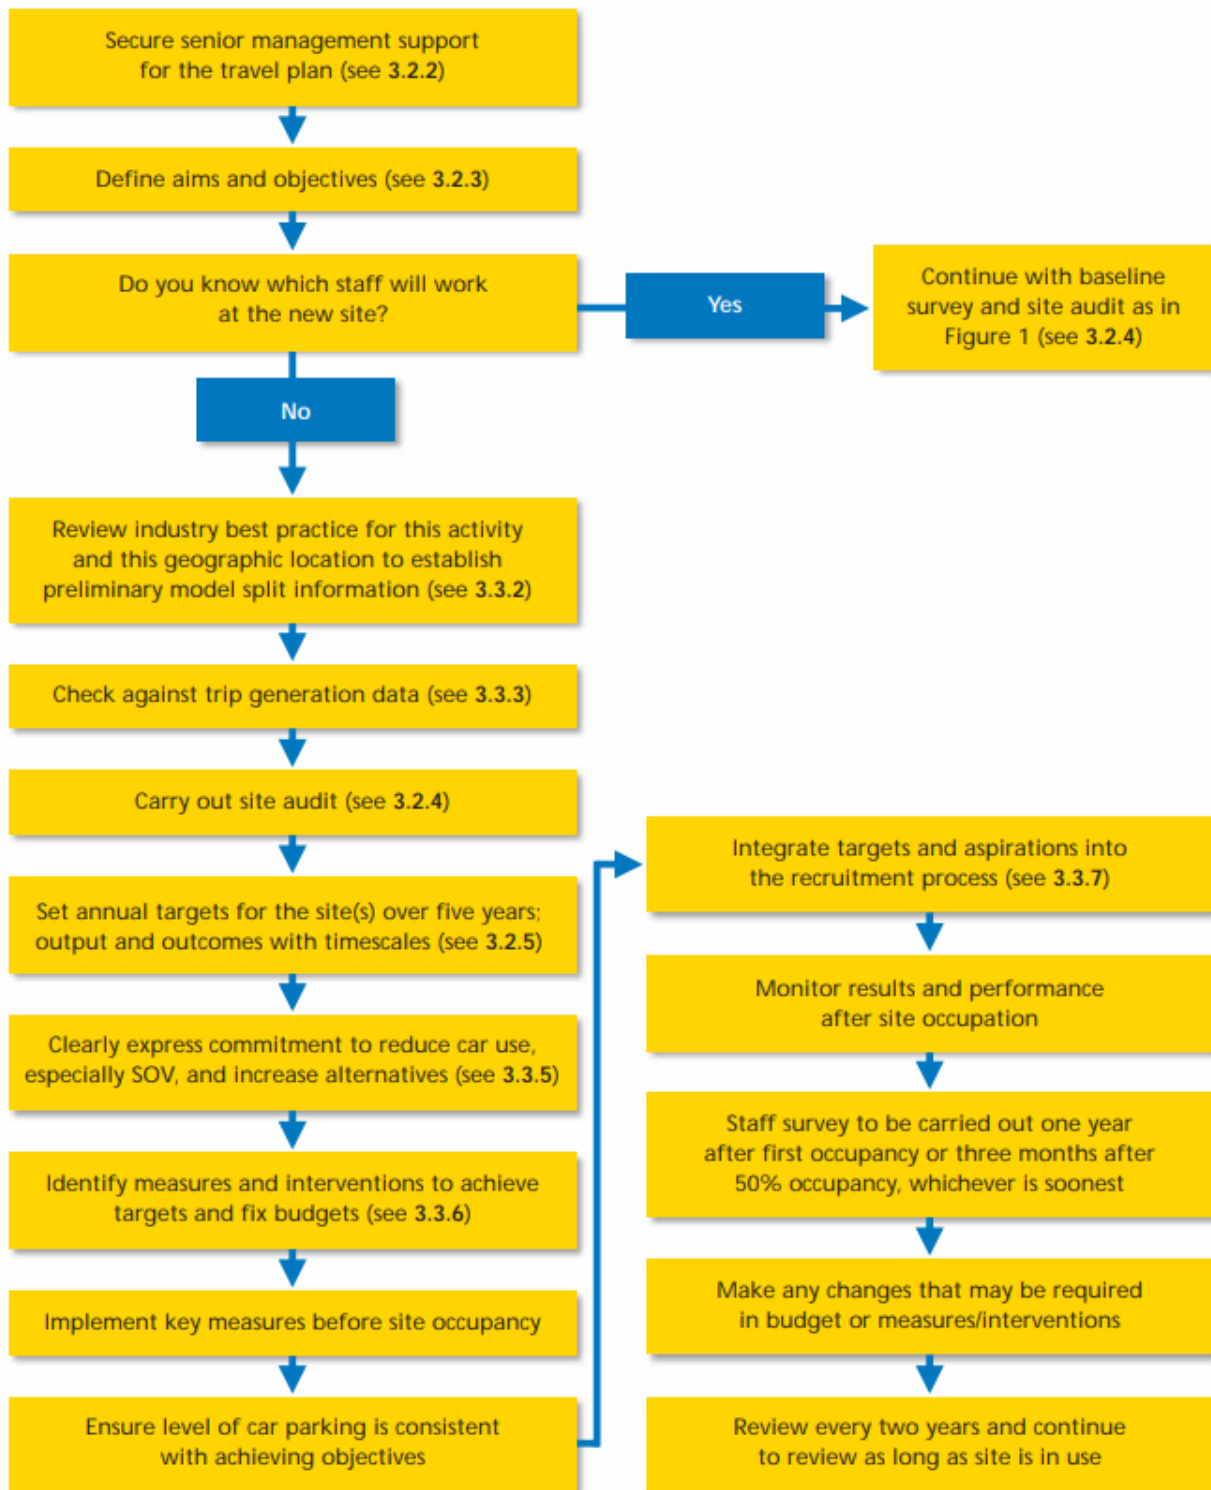 Secure senior management support
for the travel plan (see 3.2.2)
Define aims and objectives (see 3.2.3)
Do you know which staff will work
at the new site?
Yes
Continue with baseline
survey and site audit as in
Figure 1 (see 3.2.4)
No
Review industry best practice for this activity
and this geographic location to establish
preliminary model split information (see 3.3.2)
Check against trip generation data (see 3.3.3)
Carry out site audit (see 3.2.4)
Set annual targets for the site(s) over five years;
output and outcomes with timescales (see 3.2.5)
Clearly express commitment to reduce car use,
especially SOV, and increase alternatives (see 3.3.5)
Identify measures and interventions to achieve
targets and fix budgets (see 3.3.6)
Implement key measures before site occupancy
Ensure level of car parking is consistent
with achieving objectives
Integrate targets and aspirations into
the recruitment process (see 3.3.7)
Monitor results and performance
after site occupation
Staff survey to be carried out one year
after first occupancy or three months after
50% occupancy, whichever is soonest
Make any changes that may be required
in budget or measures/interventions
Review every two years and continue
to review as long as site is in use